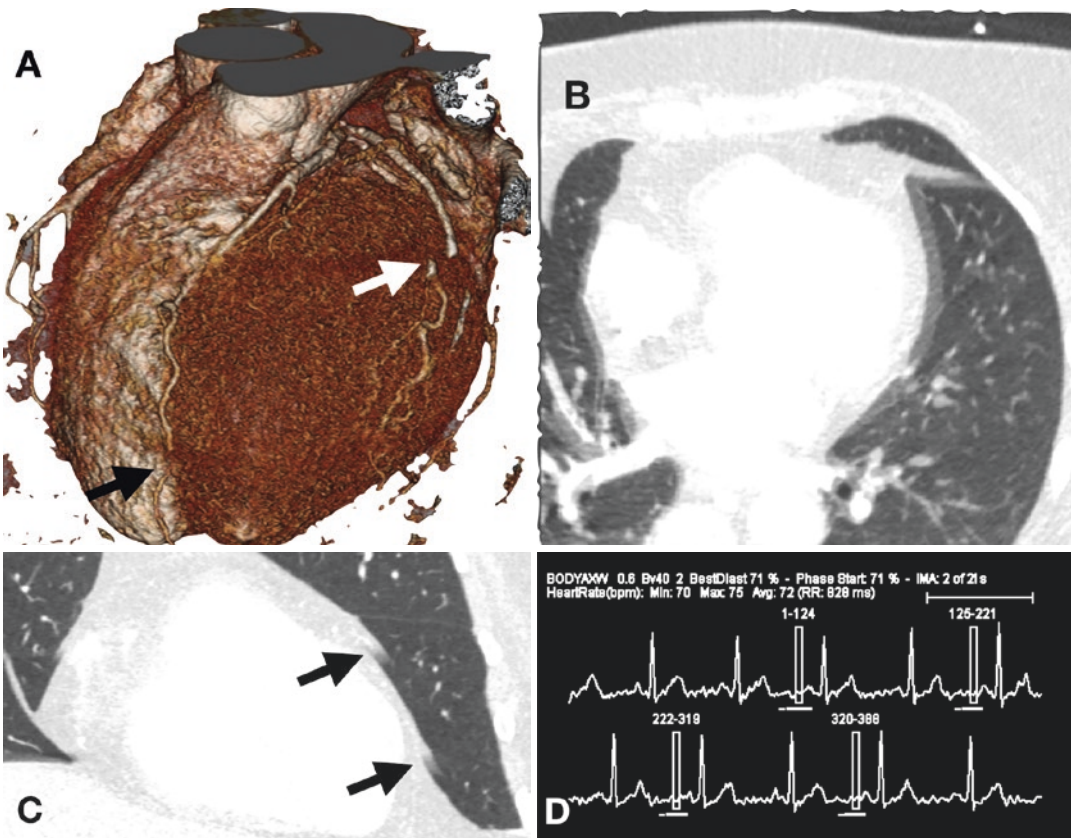 A
B
C
BODYAXW 0.6 Bv40 2 BestDiast 71 % - Phase Start: 71 % - IMA: 2 of 21s
HeartRate(bpm): Min: 70 Max: 75 Avg: 72 (RR: 828 ms)
1-124 125-221
222-319 320-388
D